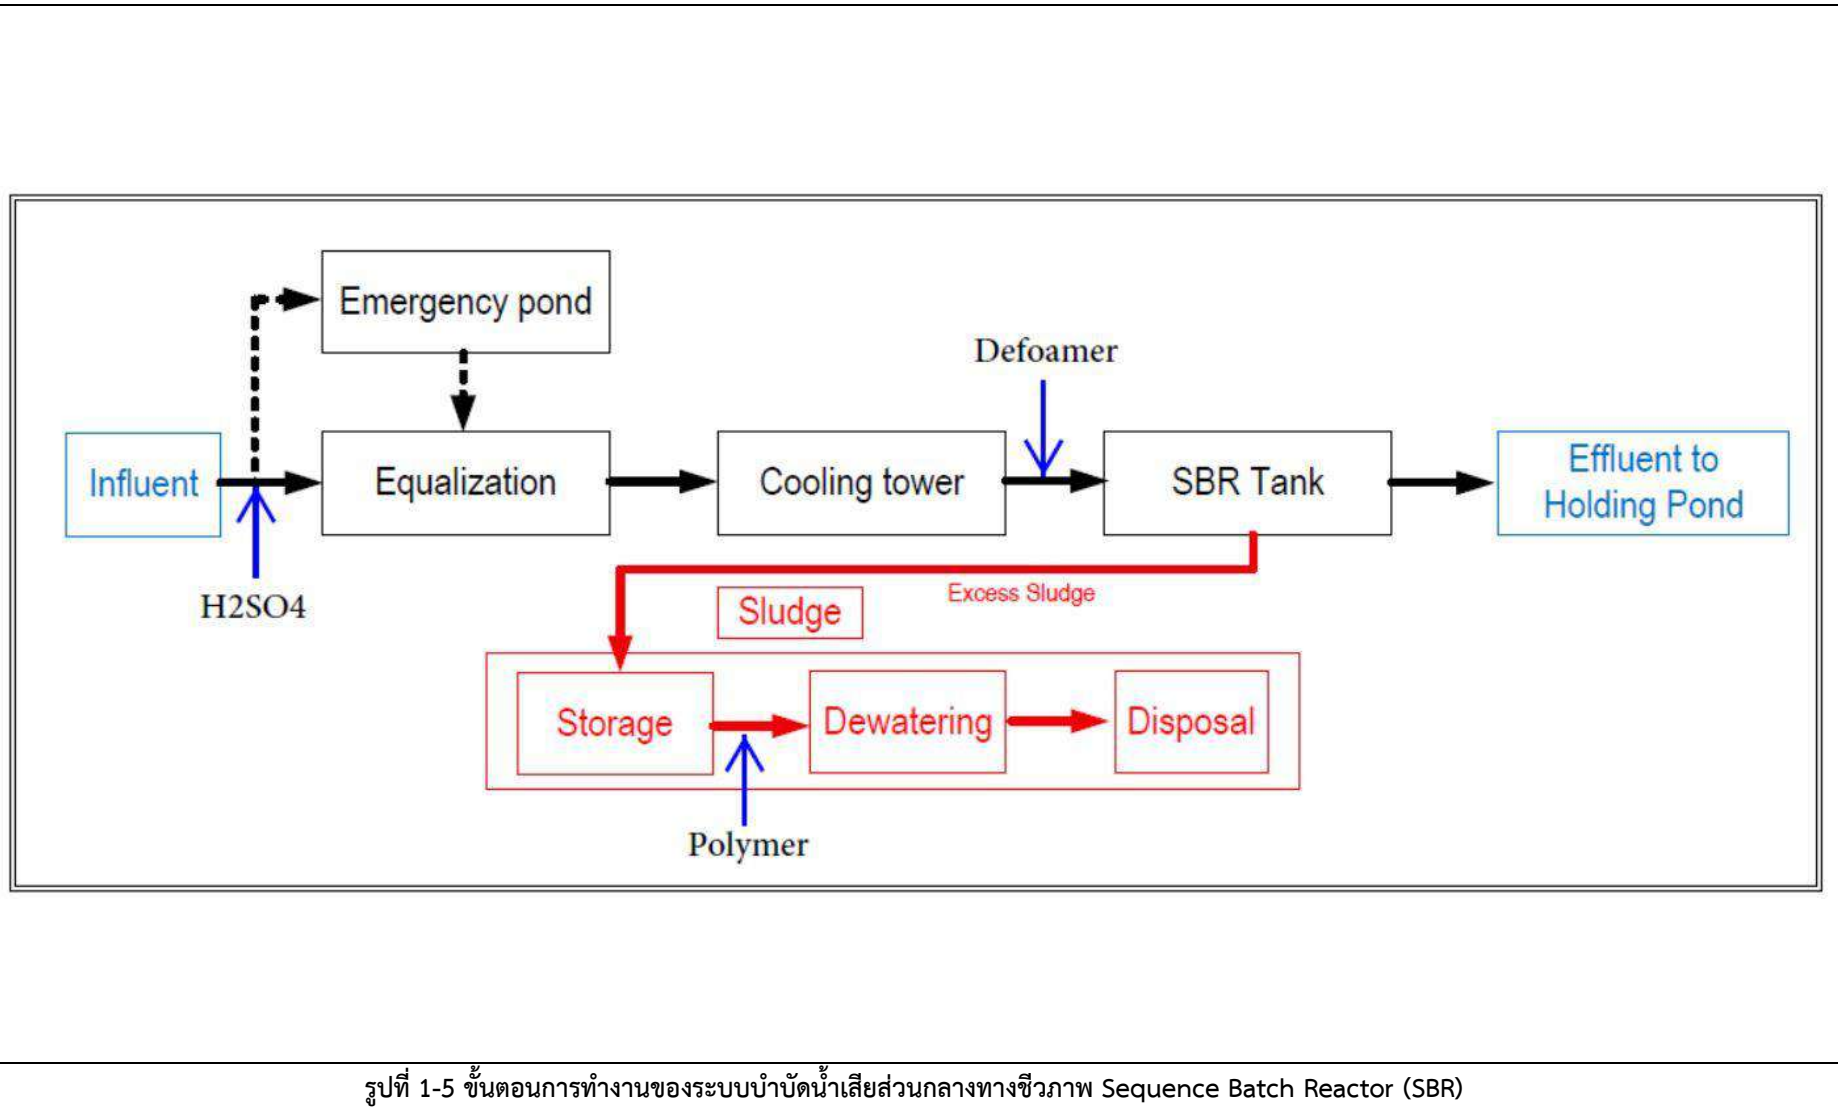 Emergency pond
Defoamer
Influent
Equalization
Cooling tower
SBR Tank
Effluent to
Holding Pond
H2SO4
Excess Sludge
Sludge
Storage
Dewatering
Disposal
Polymer
รูปที่ 1-5 ขั้นตอนการทำงานของระบบบำบัดน้ำเสียส่วนกลางทางชีวภาพ Sequence Batch Reactor (SBR)